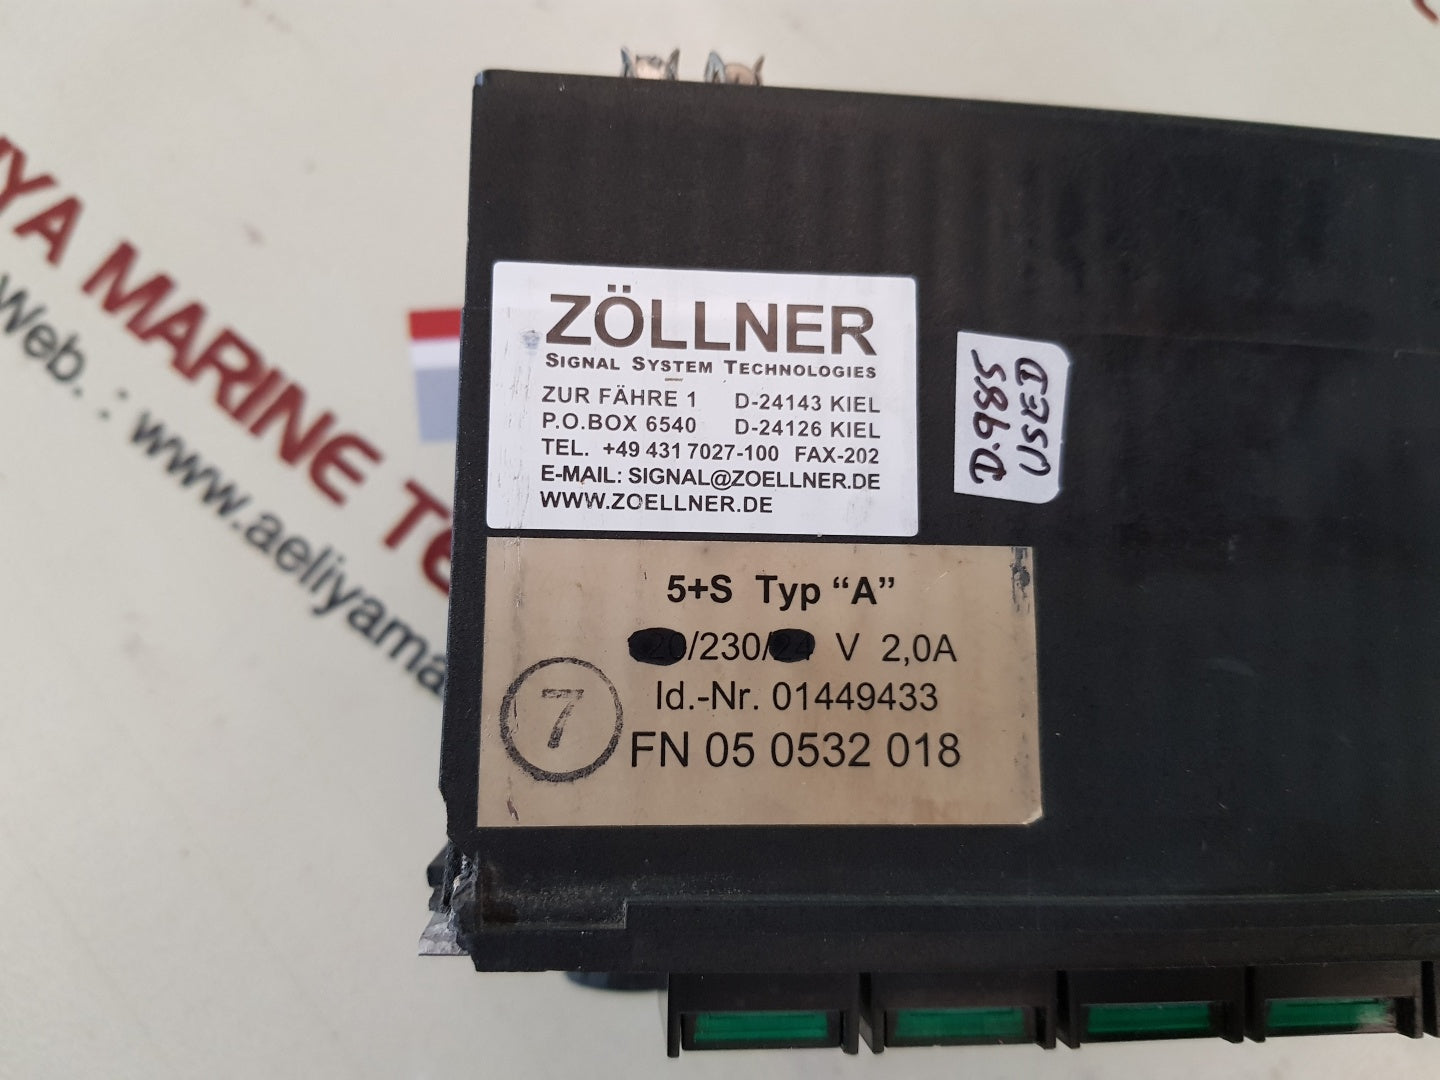 ZÖLLNER
SIGNAL SYSTEM TECHNOLOGIES
ZUR FÄHRE 1 D-24143 KIEL
P.O.BOX 6540 D-24126 KIEL
TEL. +49 431 7027-100 FAX-202
E-MAIL: SIGNAL@ZOELLNER.DE
WWW.ZOELLNER.DE
D.985
USED
5+S Typ “A”
/230/ V 2,0A
Id.-Nr. 01449433
7
FN 05 0532 018
MARINE
Web. : www.aeliyama